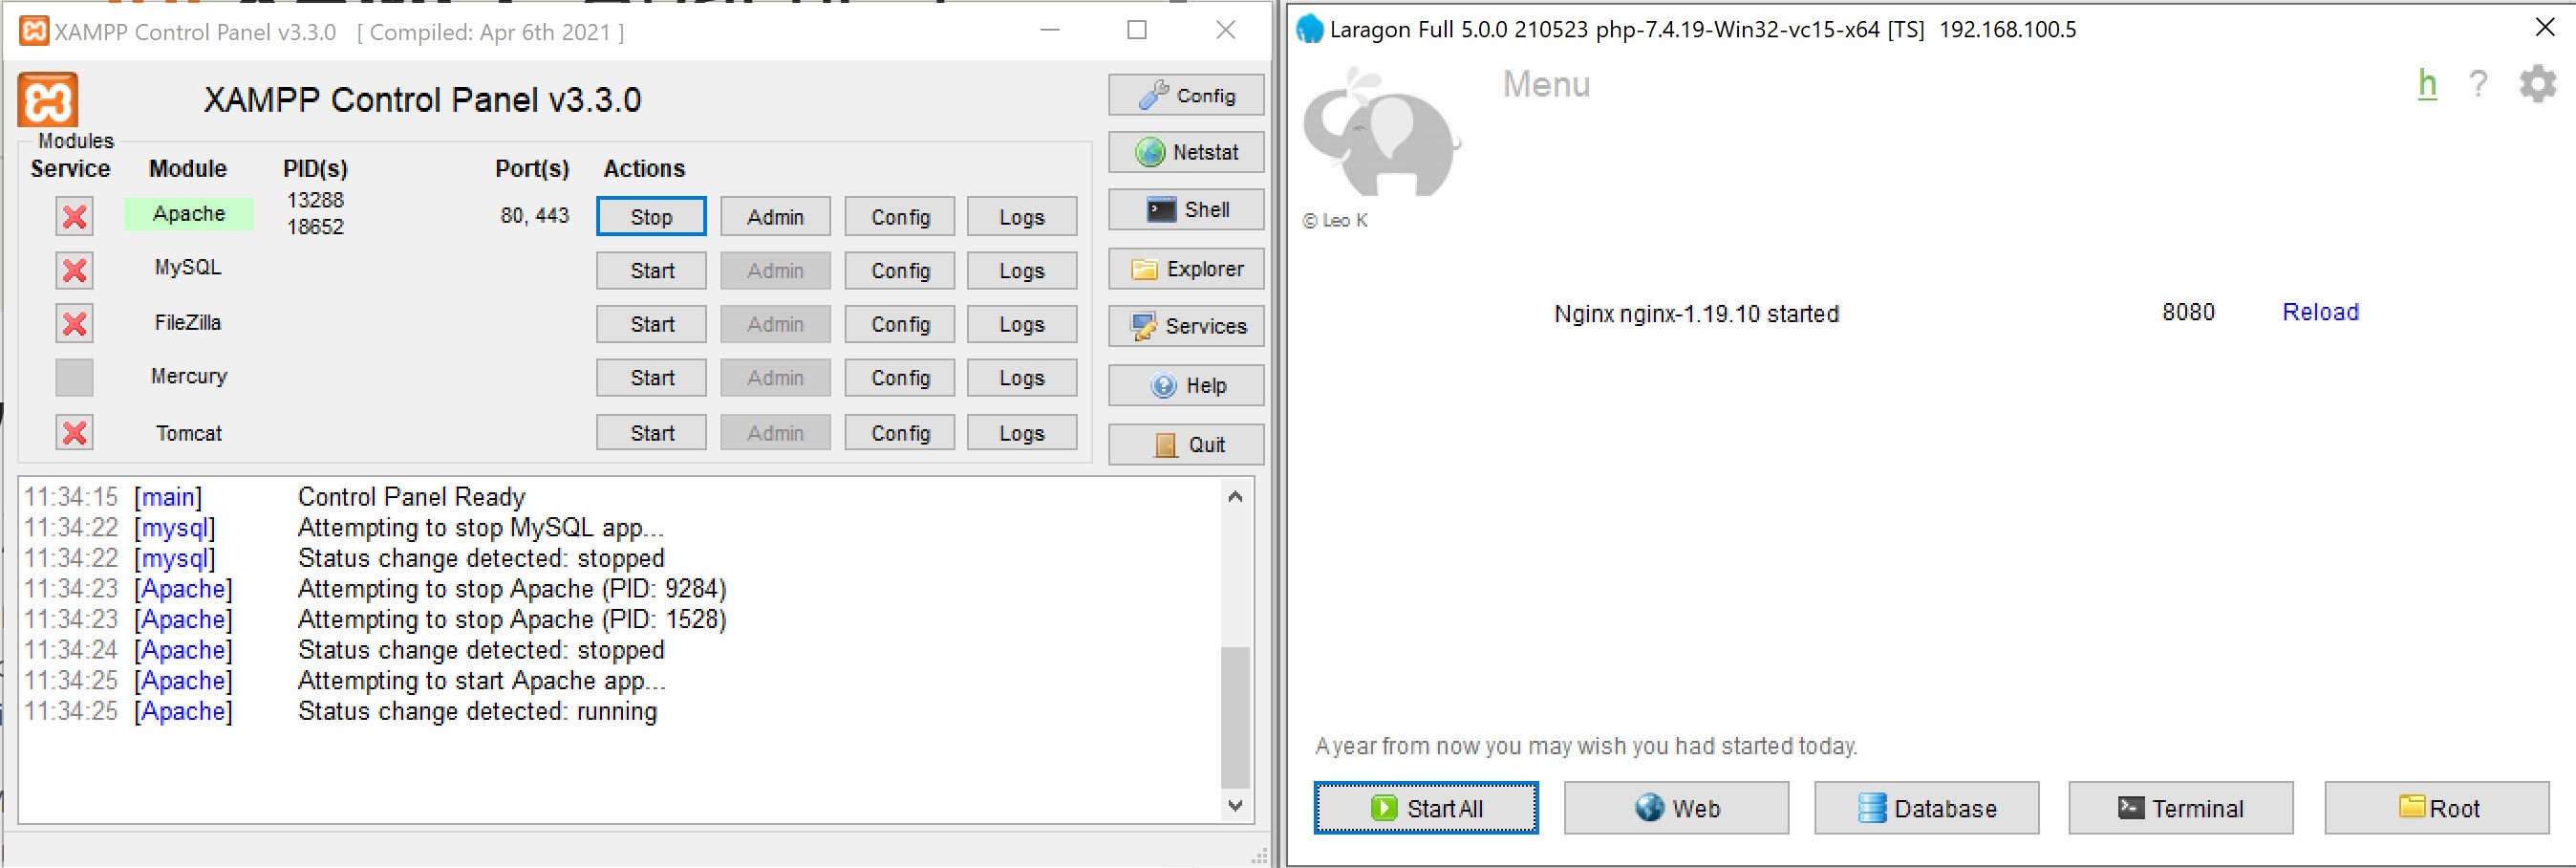 XAMPP Control Panel v3.3.0 [ Compiled: Apr 6th 2021 ]
XAMPP Control Panel v3.3.0
Modules
Service Module PID(s) Port(s) Actions
Apache 13288 18652 80, 443 Stop Admin Config Logs
MySQL Start Admin Config Logs
FileZilla Start Admin Config Logs
Mercury Start Admin Config Logs
Tomcat Start Admin Config Logs
Config
Netstat
Shell
Explorer
Services
Help
Quit
11:34:15 [main] Control Panel Ready
11:34:22 [mysql] Attempting to stop MySQL app...
11:34:22 [mysql] Status change detected: stopped
11:34:23 [Apache] Attempting to stop Apache (PID: 9284)
11:34:23 [Apache] Attempting to stop Apache (PID: 1528)
11:34:24 [Apache] Status change detected: stopped
11:34:25 [Apache] Attempting to start Apache app...
11:34:25 [Apache] Status change detected: running
Laragon Full 5.0.0 210523 php-7.4.19-Win32-vc15-x64 [TS] 192.168.100.5
Menu h ?
© Leo K
Nginx nginx-1.19.10 started 8080 Reload
A year from now you may wish you had started today.
Start All Web Database Terminal Root